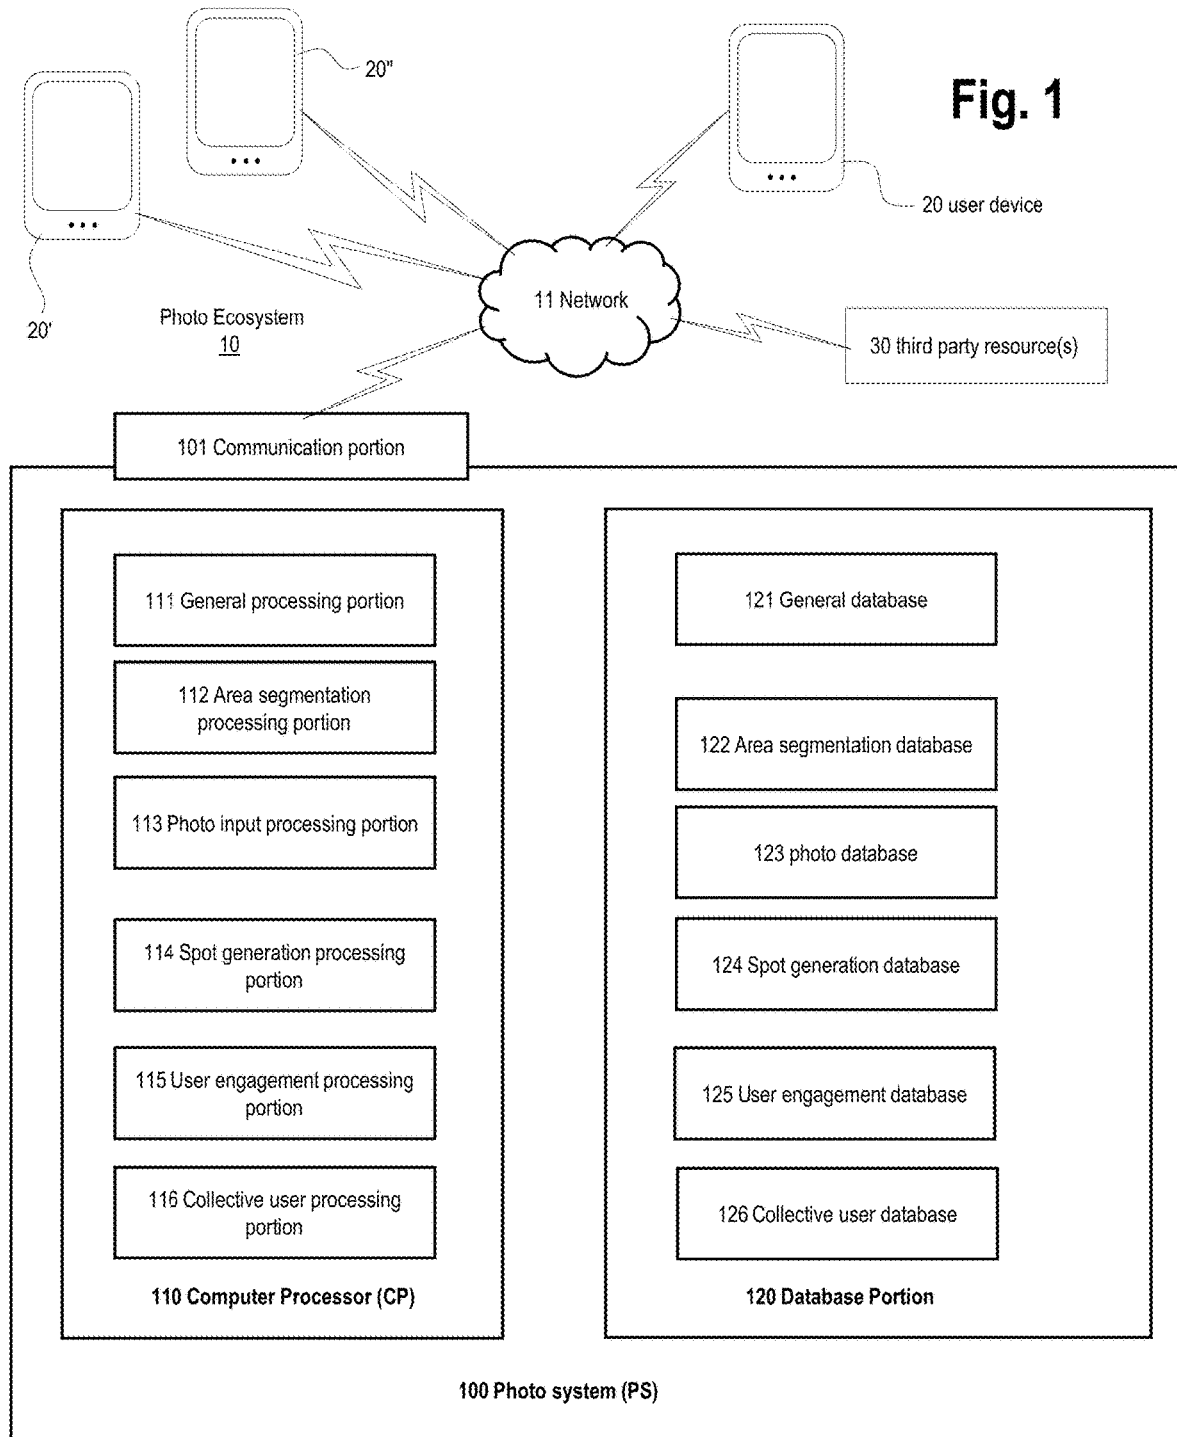 20"
Fig. 1
20 user device
20'
Photo Ecosystem
10
11 Network
30 third party resource(s)
101 Communication portion
111 General processing portion
112 Area segmentation
processing portion
113 Photo input processing portion
114 Spot generation processing
portion
115 User engagement processing
portion
116 Collective user processing
portion
110 Computer Processor (CP)
121 General database
122 Area segmentation database
123 photo database
124 Spot generation database
125 User engagement database
126 Collective user database
120 Database Portion
100 Photo system (PS)